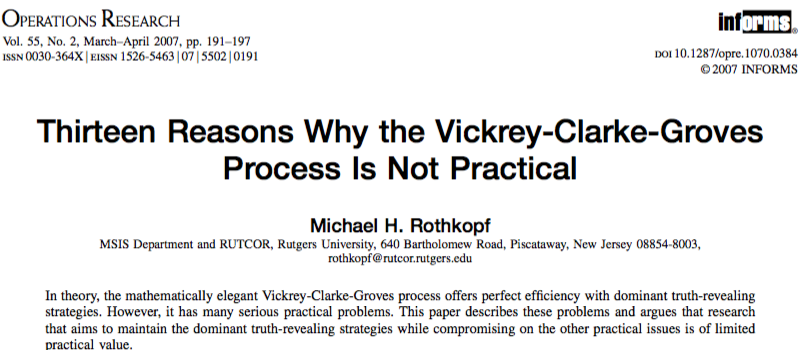 OPERATIONS RESEARCH
Vol. 55, No. 2, March–April 2007, pp. 191–197
ISSN 0030-364X | EISSN 1526-5463 | 07 | 5502 | 0191
informs®
DOI 10.1287/opre.1070.0384
© 2007 INFORMS
Thirteen Reasons Why the Vickrey-Clarke-Groves
Process Is Not Practical
Michael H. Rothkopf
MSIS Department and RUTCOR, Rutgers University, 640 Bartholomew Road, Piscataway, New Jersey 08854-8003,
rothkopf@rutcor.rutgers.edu
In theory, the mathematically elegant Vickrey-Clarke-Groves process offers perfect efficiency with dominant truth-revealing
strategies. However, it has many serious practical problems. This paper describes these problems and argues that research
that aims to maintain the dominant truth-revealing strategies while compromising on the other practical issues is of limited
practical value.